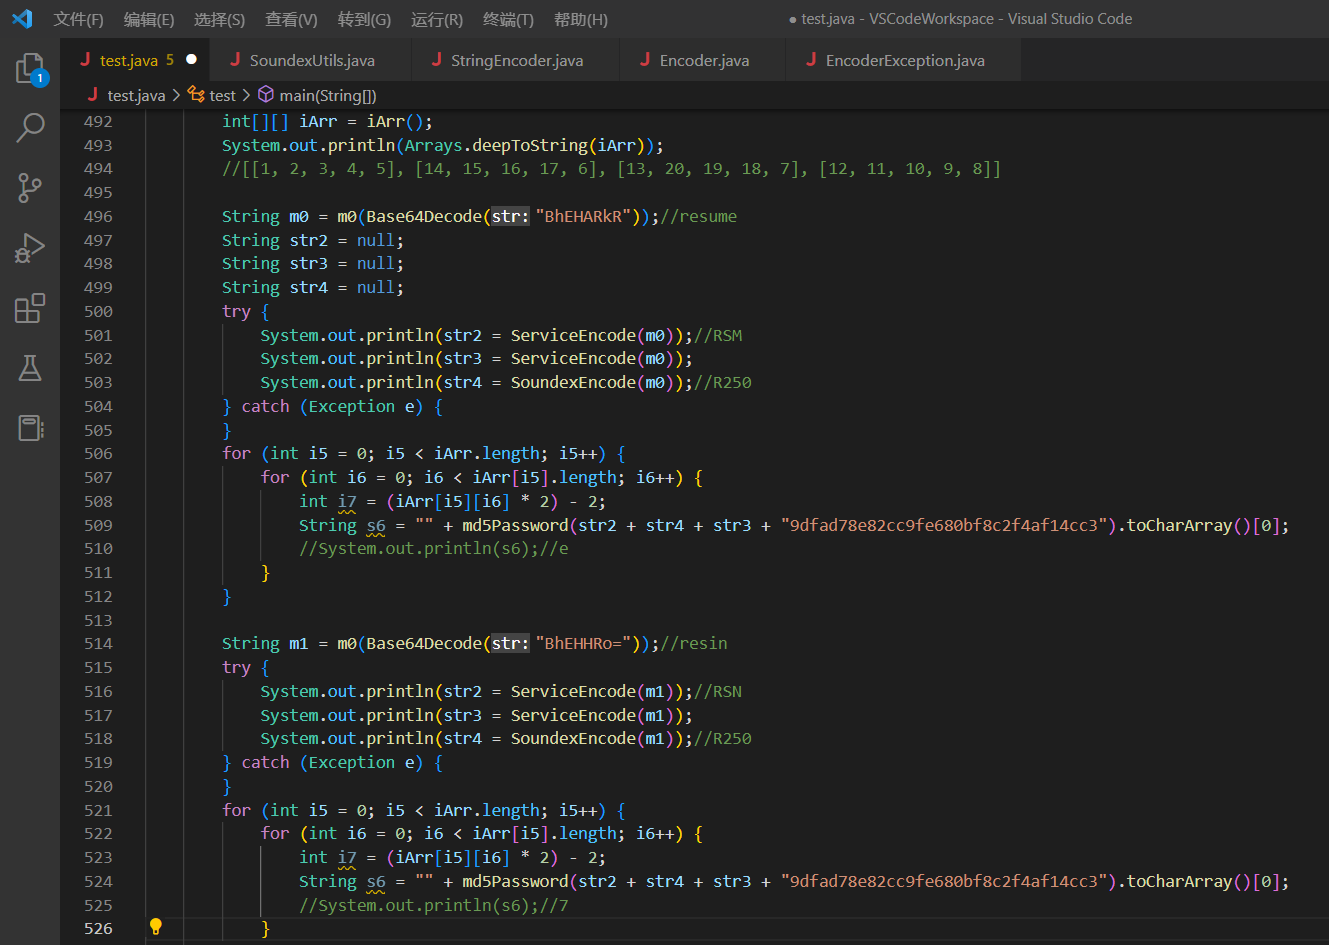 文件(F) 编辑(E) 选择(S) 查看(V) 转到(G) 运行(R) 终端(T) 帮助(H) ● test.java - VSCodeWorkspace - Visual Studio Code
J test.java 5 ● J SoundexUtils.java J StringEncoder.java J Encoder.java J EncoderException.java
1
J test.java > test > main(String[])
492 int[][] iArr = iArr();
493 System.out.println(Arrays.deepToString(iArr));
494 //[[1, 2, 3, 4, 5], [14, 15, 16, 17, 6], [13, 20, 19, 18, 7], [12, 11, 10, 9, 8]]
495
496 String m0 = m0(Base64Decode(str: "BhEHARkR"));//resume
497 String str2 = null;
498 String str3 = null;
499 String str4 = null;
500 try {
501 System.out.println(str2 = ServiceEncode(m0));//RSM
502 System.out.println(str3 = ServiceEncode(m0));
503 System.out.println(str4 = SoundexEncode(m0));//R250
504 } catch (Exception e) {
505 }
506 for (int i5 = 0; i5 < iArr.length; i5++) {
507 for (int i6 = 0; i6 < iArr[i5].length; i6++) {
508 int i7 = (iArr[i5][i6] * 2) - 2;
509 String s6 = "" + md5Password(str2 + str4 + str3 + "9dfad78e82cc9fe680bf8c2f4af14cc3").toCharArray()[0];
510 //System.out.println(s6);//e
511 }
512 }
513
514 String m1 = m0(Base64Decode(str: "BhEHHRo="));//resin
515 try {
516 System.out.println(str2 = ServiceEncode(m1));//RSN
517 System.out.println(str3 = ServiceEncode(m1));
518 System.out.println(str4 = SoundexEncode(m1));//R250
519 } catch (Exception e) {
520 }
521 for (int i5 = 0; i5 < iArr.length; i5++) {
522 for (int i6 = 0; i6 < iArr[i5].length; i6++) {
523 int i7 = (iArr[i5][i6] * 2) - 2;
524 String s6 = "" + md5Password(str2 + str4 + str3 + "9dfad78e82cc9fe680bf8c2f4af14cc3").toCharArray()[0];
525 //System.out.println(s6);//7
526 }